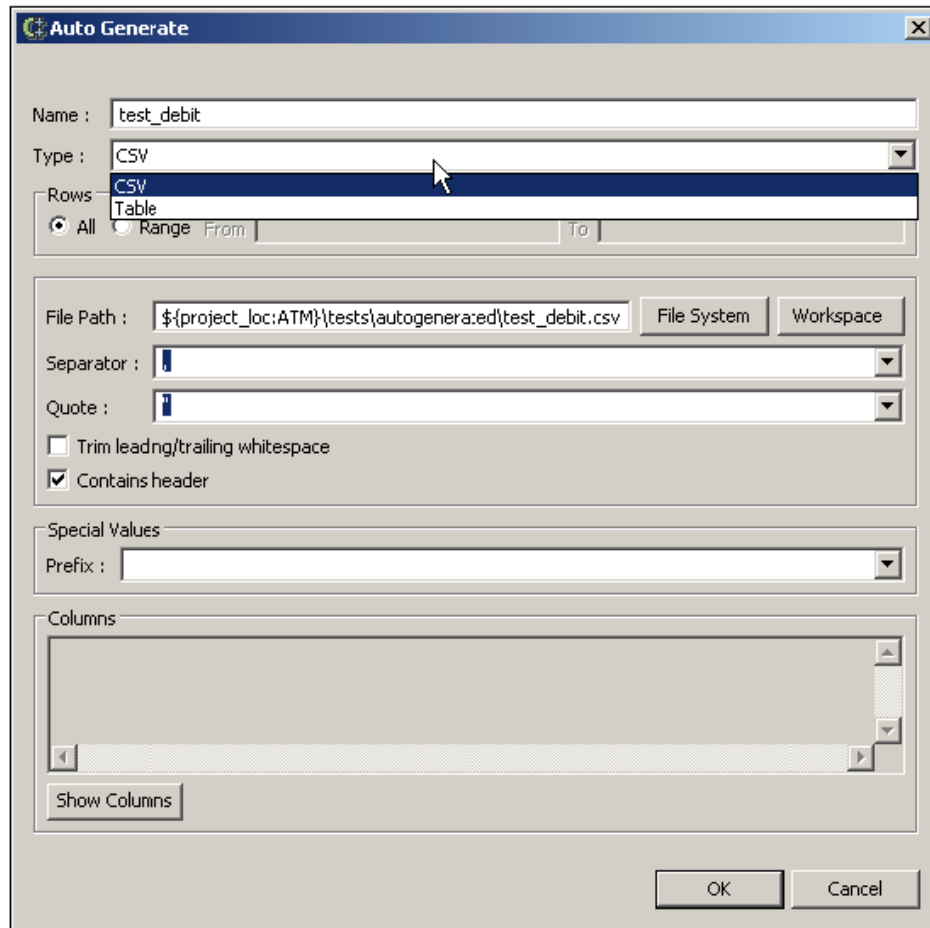 Auto Generate
Name : test_debit
Type : CSV
CSV
Table
Rows
All Range From To
File Path : ${project_loc:ATM}\tests\autogenerated\test_debit.csv File System Workspace
Separator : ,
Quote : "
Trim leadng/trailing whitespace
Contains header
Special Values
Prefix :
Columns
Show Columns
OK Cancel